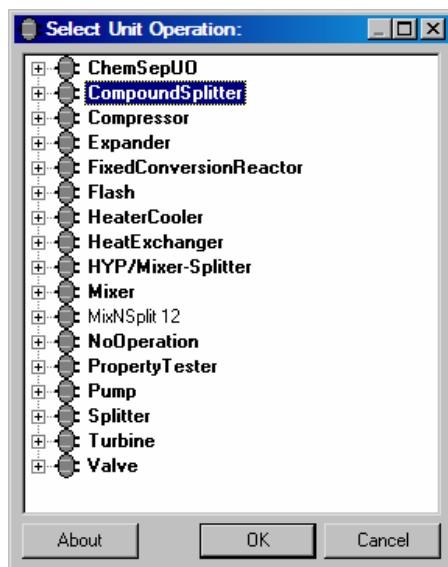 Select Unit Operation:
ChemSepUO
CompoundSplitter
Compressor
Expander
FixedConversionReactor
Flash
HeaterCooler
HeatExchanger
HYP/Mixer-Splitter
Mixer
MixNSplit 12
NoOperation
PropertyTester
Pump
Splitter
Turbine
Valve
About OK Cancel